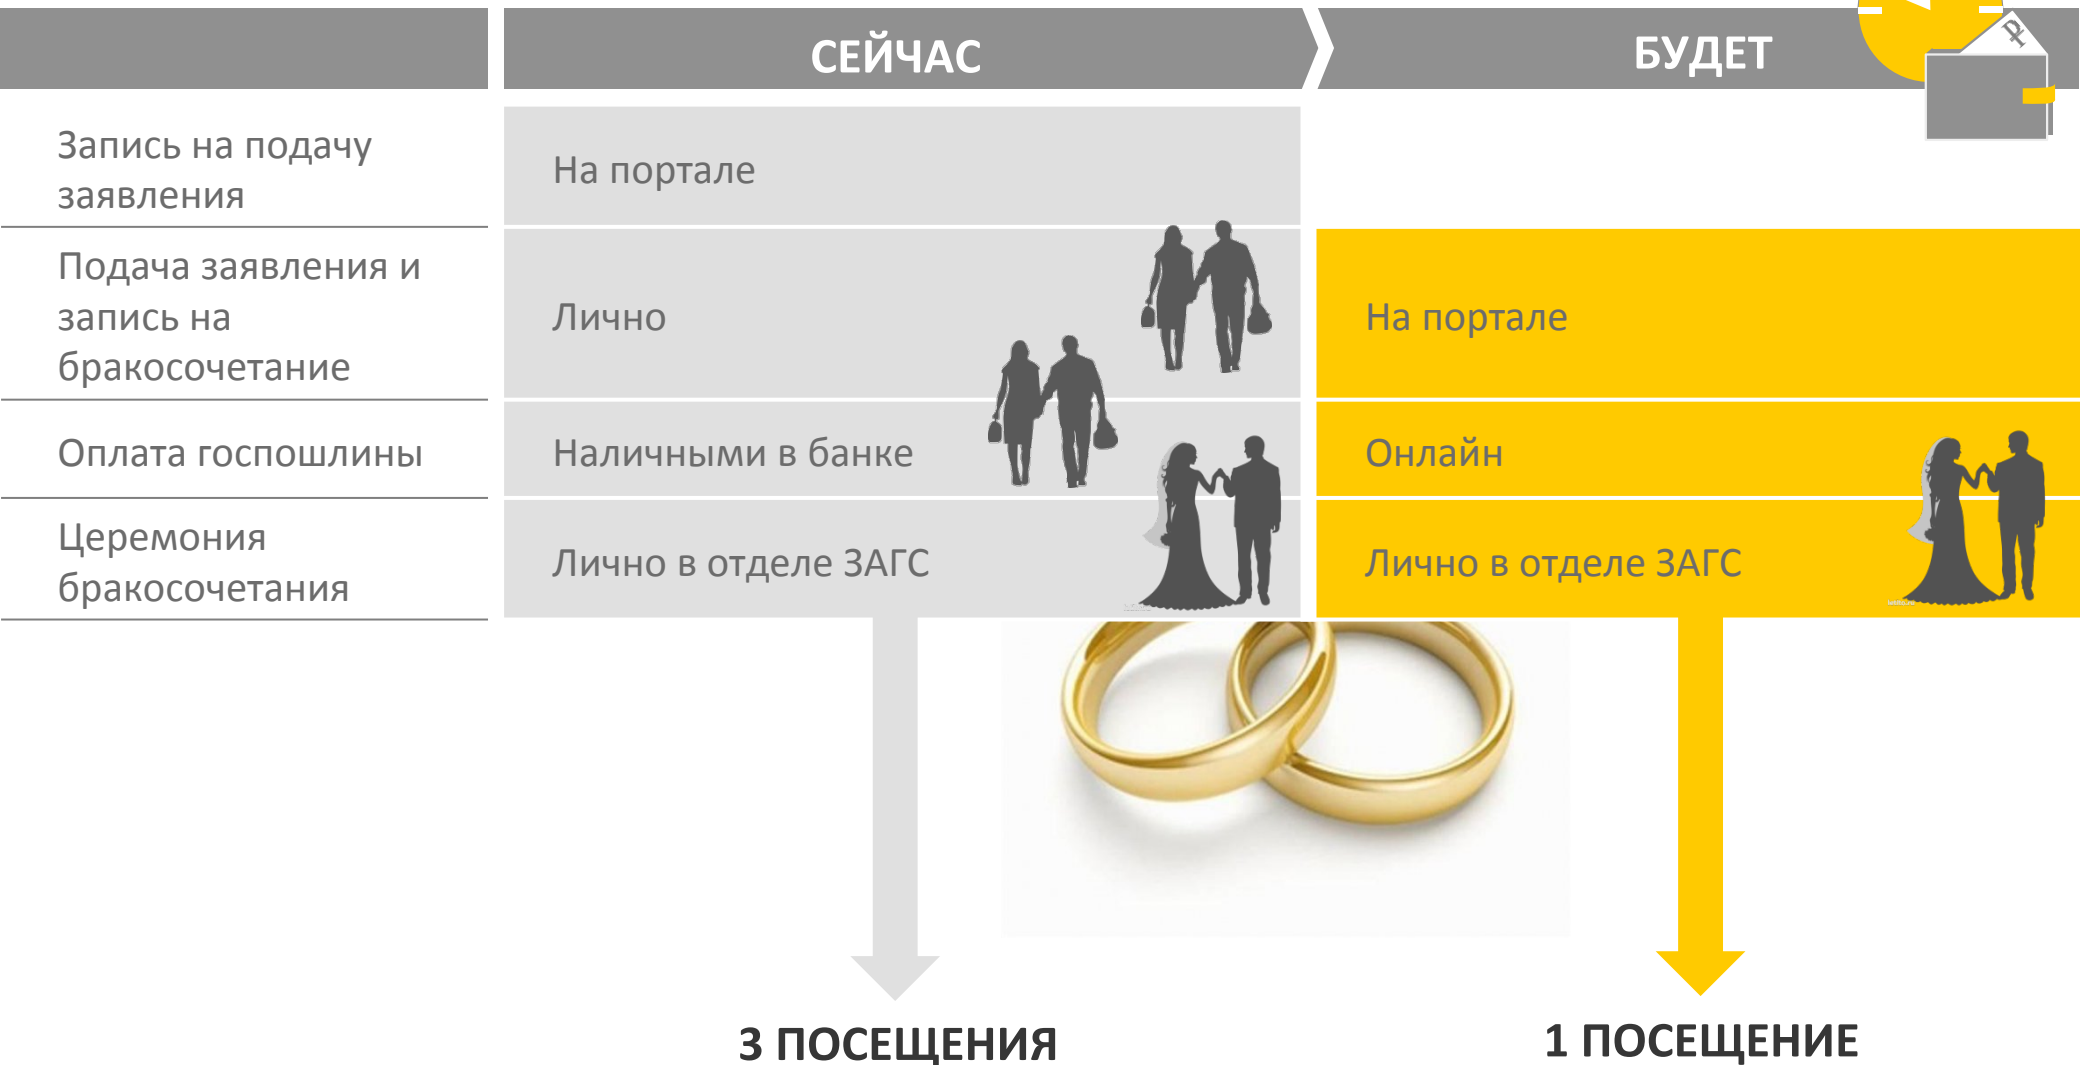 СЕЙЧАС
БУДЕТ
Запись на подачу
заявления
На портале
Подача заявления и
запись на
бракосочетание
Лично
На портале
Оплата госпошлины
Наличными в банке
Онлайн
Церемония
бракосочетания
Лично в отделе ЗАГС
Лично в отделе ЗАГС
3 ПОСЕЩЕНИЯ
1 ПОСЕЩЕНИЕ